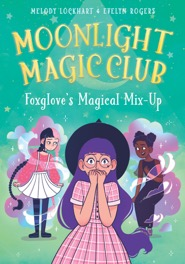 MELODY LOCKHART & EVELYN ROGERS
MOONLIGHT
MAGIC CLUB
Foxglove's Magical Mix-Up